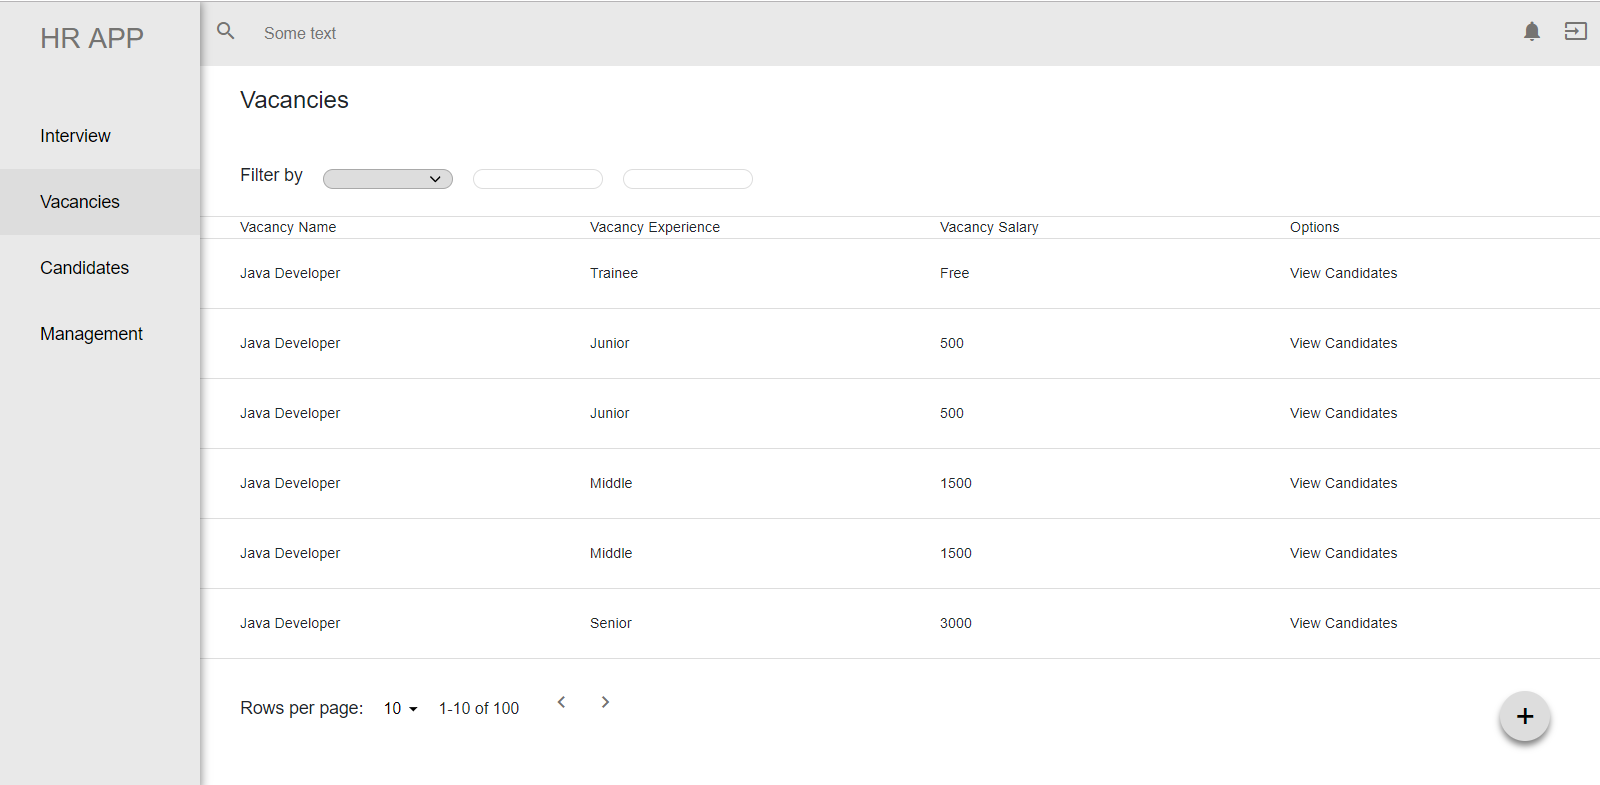 HR APP
Some text
Interview
Vacancies
Candidates
Management
Vacancies
Filter by
Vacancy Name Vacancy Experience Vacancy Salary Options
Java Developer Trainee Free View Candidates
Java Developer Junior 500 View Candidates
Java Developer Junior 500 View Candidates
Java Developer Middle 1500 View Candidates
Java Developer Middle 1500 View Candidates
Java Developer Senior 3000 View Candidates
Rows per page: 10 1-10 of 100